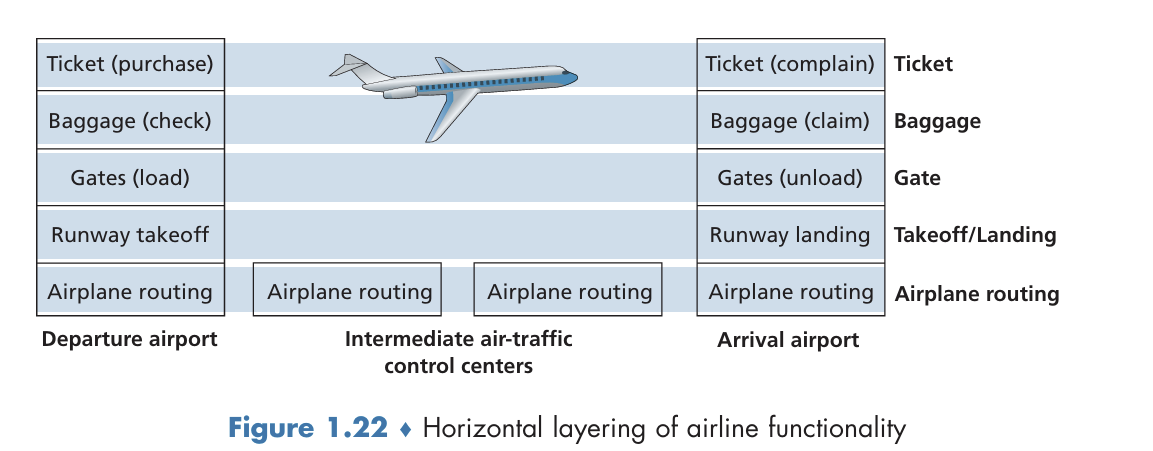 Ticket (purchase)
Ticket (complain)
Ticket
Baggage (check)
Baggage (claim)
Baggage
Gates (load)
Gates (unload)
Gate
Runway takeoff
Runway landing
Takeoff/Landing
Airplane routing
Airplane routing
Airplane routing
Airplane routing
Airplane routing
Departure airport
Intermediate air-traffic
control centers
Arrival airport
Figure 1.22 ♦ Horizontal layering of airline functionality